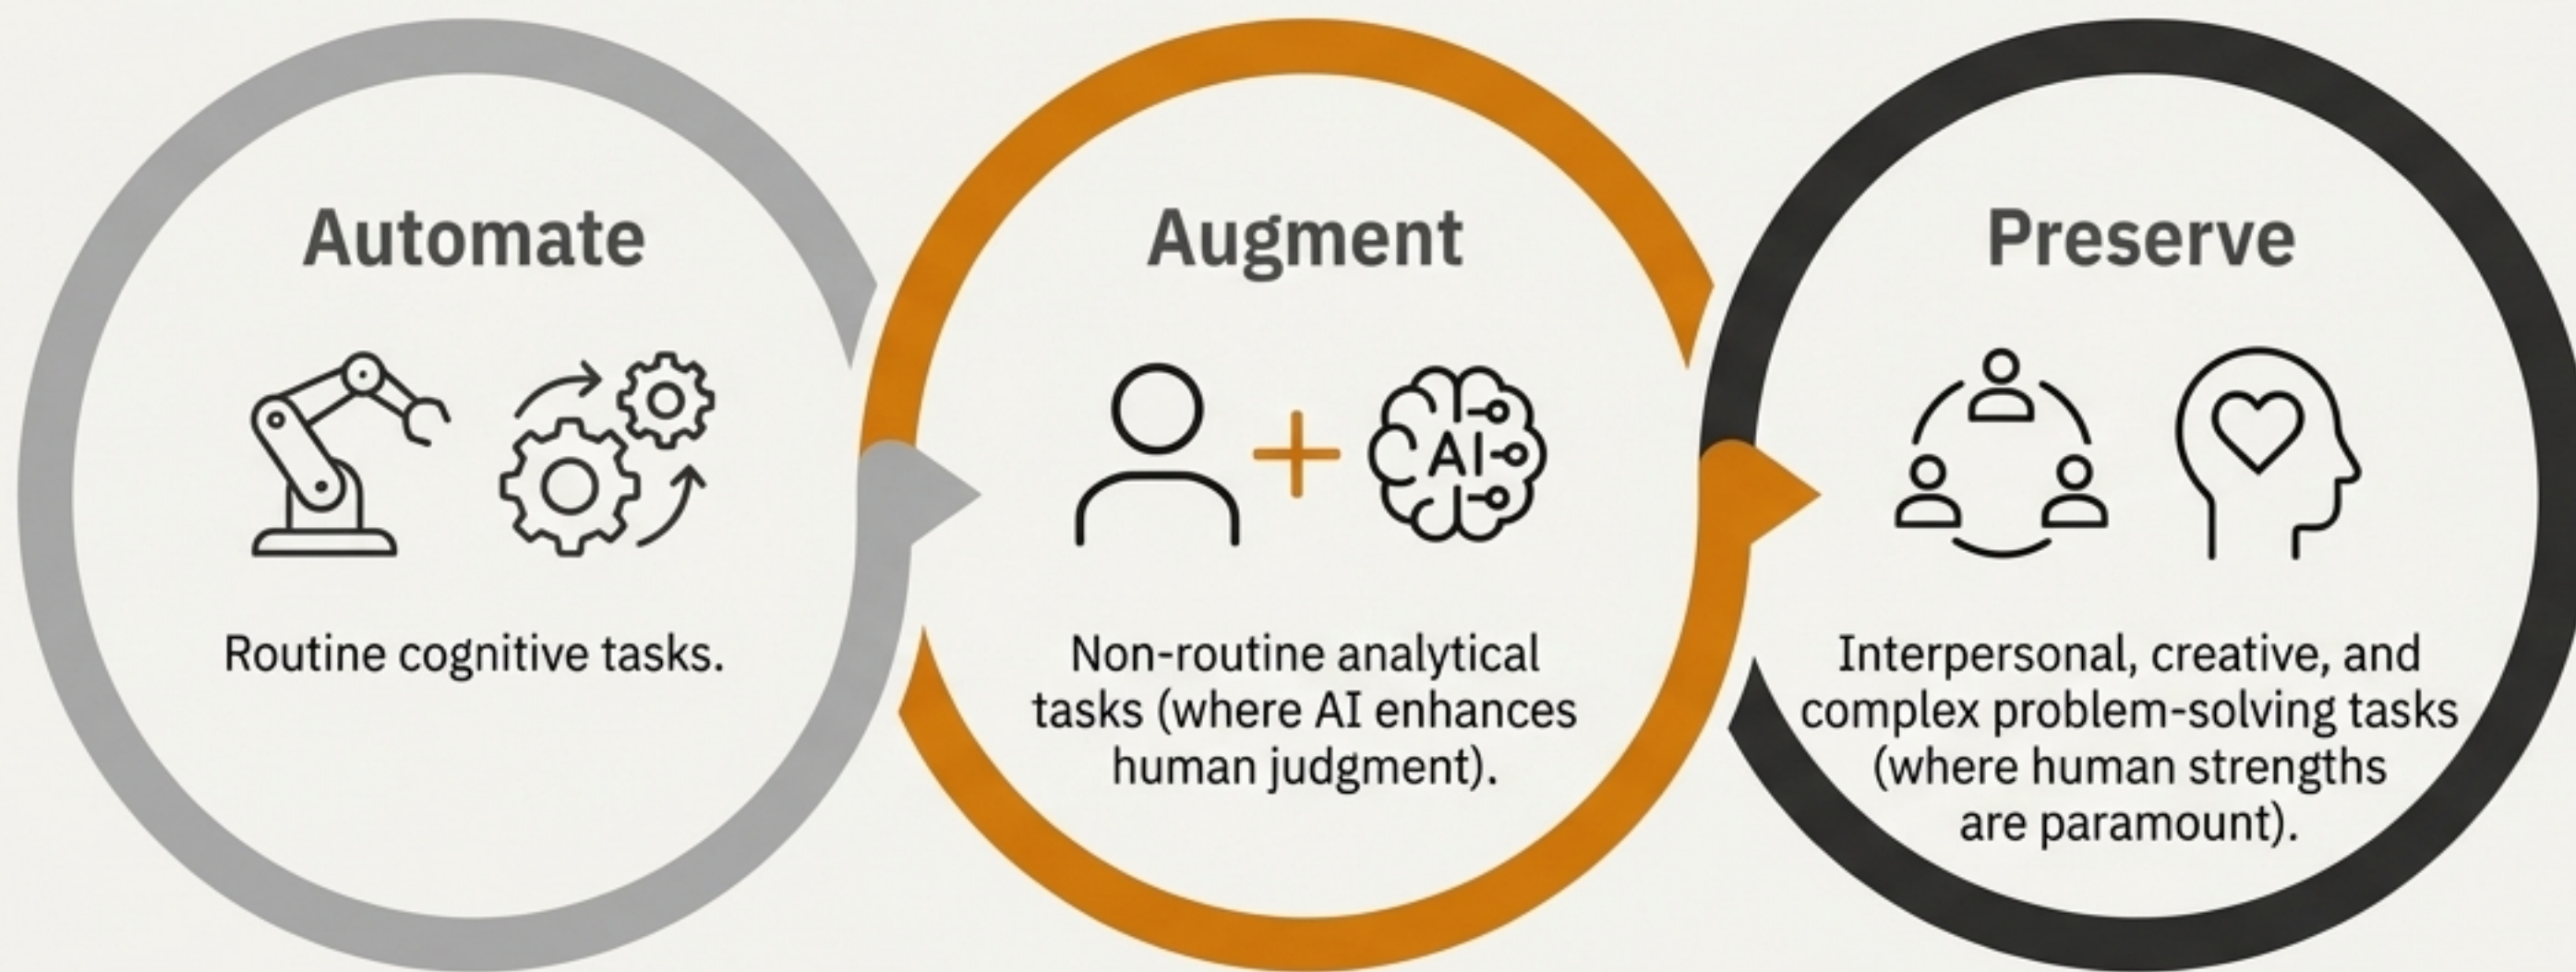 Automate
Routine cognitive tasks.
Augment
AI
Non-routine analytical
tasks (where AI enhances
human judgment).
Preserve
Interpersonal, creative, and
complex problem-solving tasks
(where human strengths
are paramount).